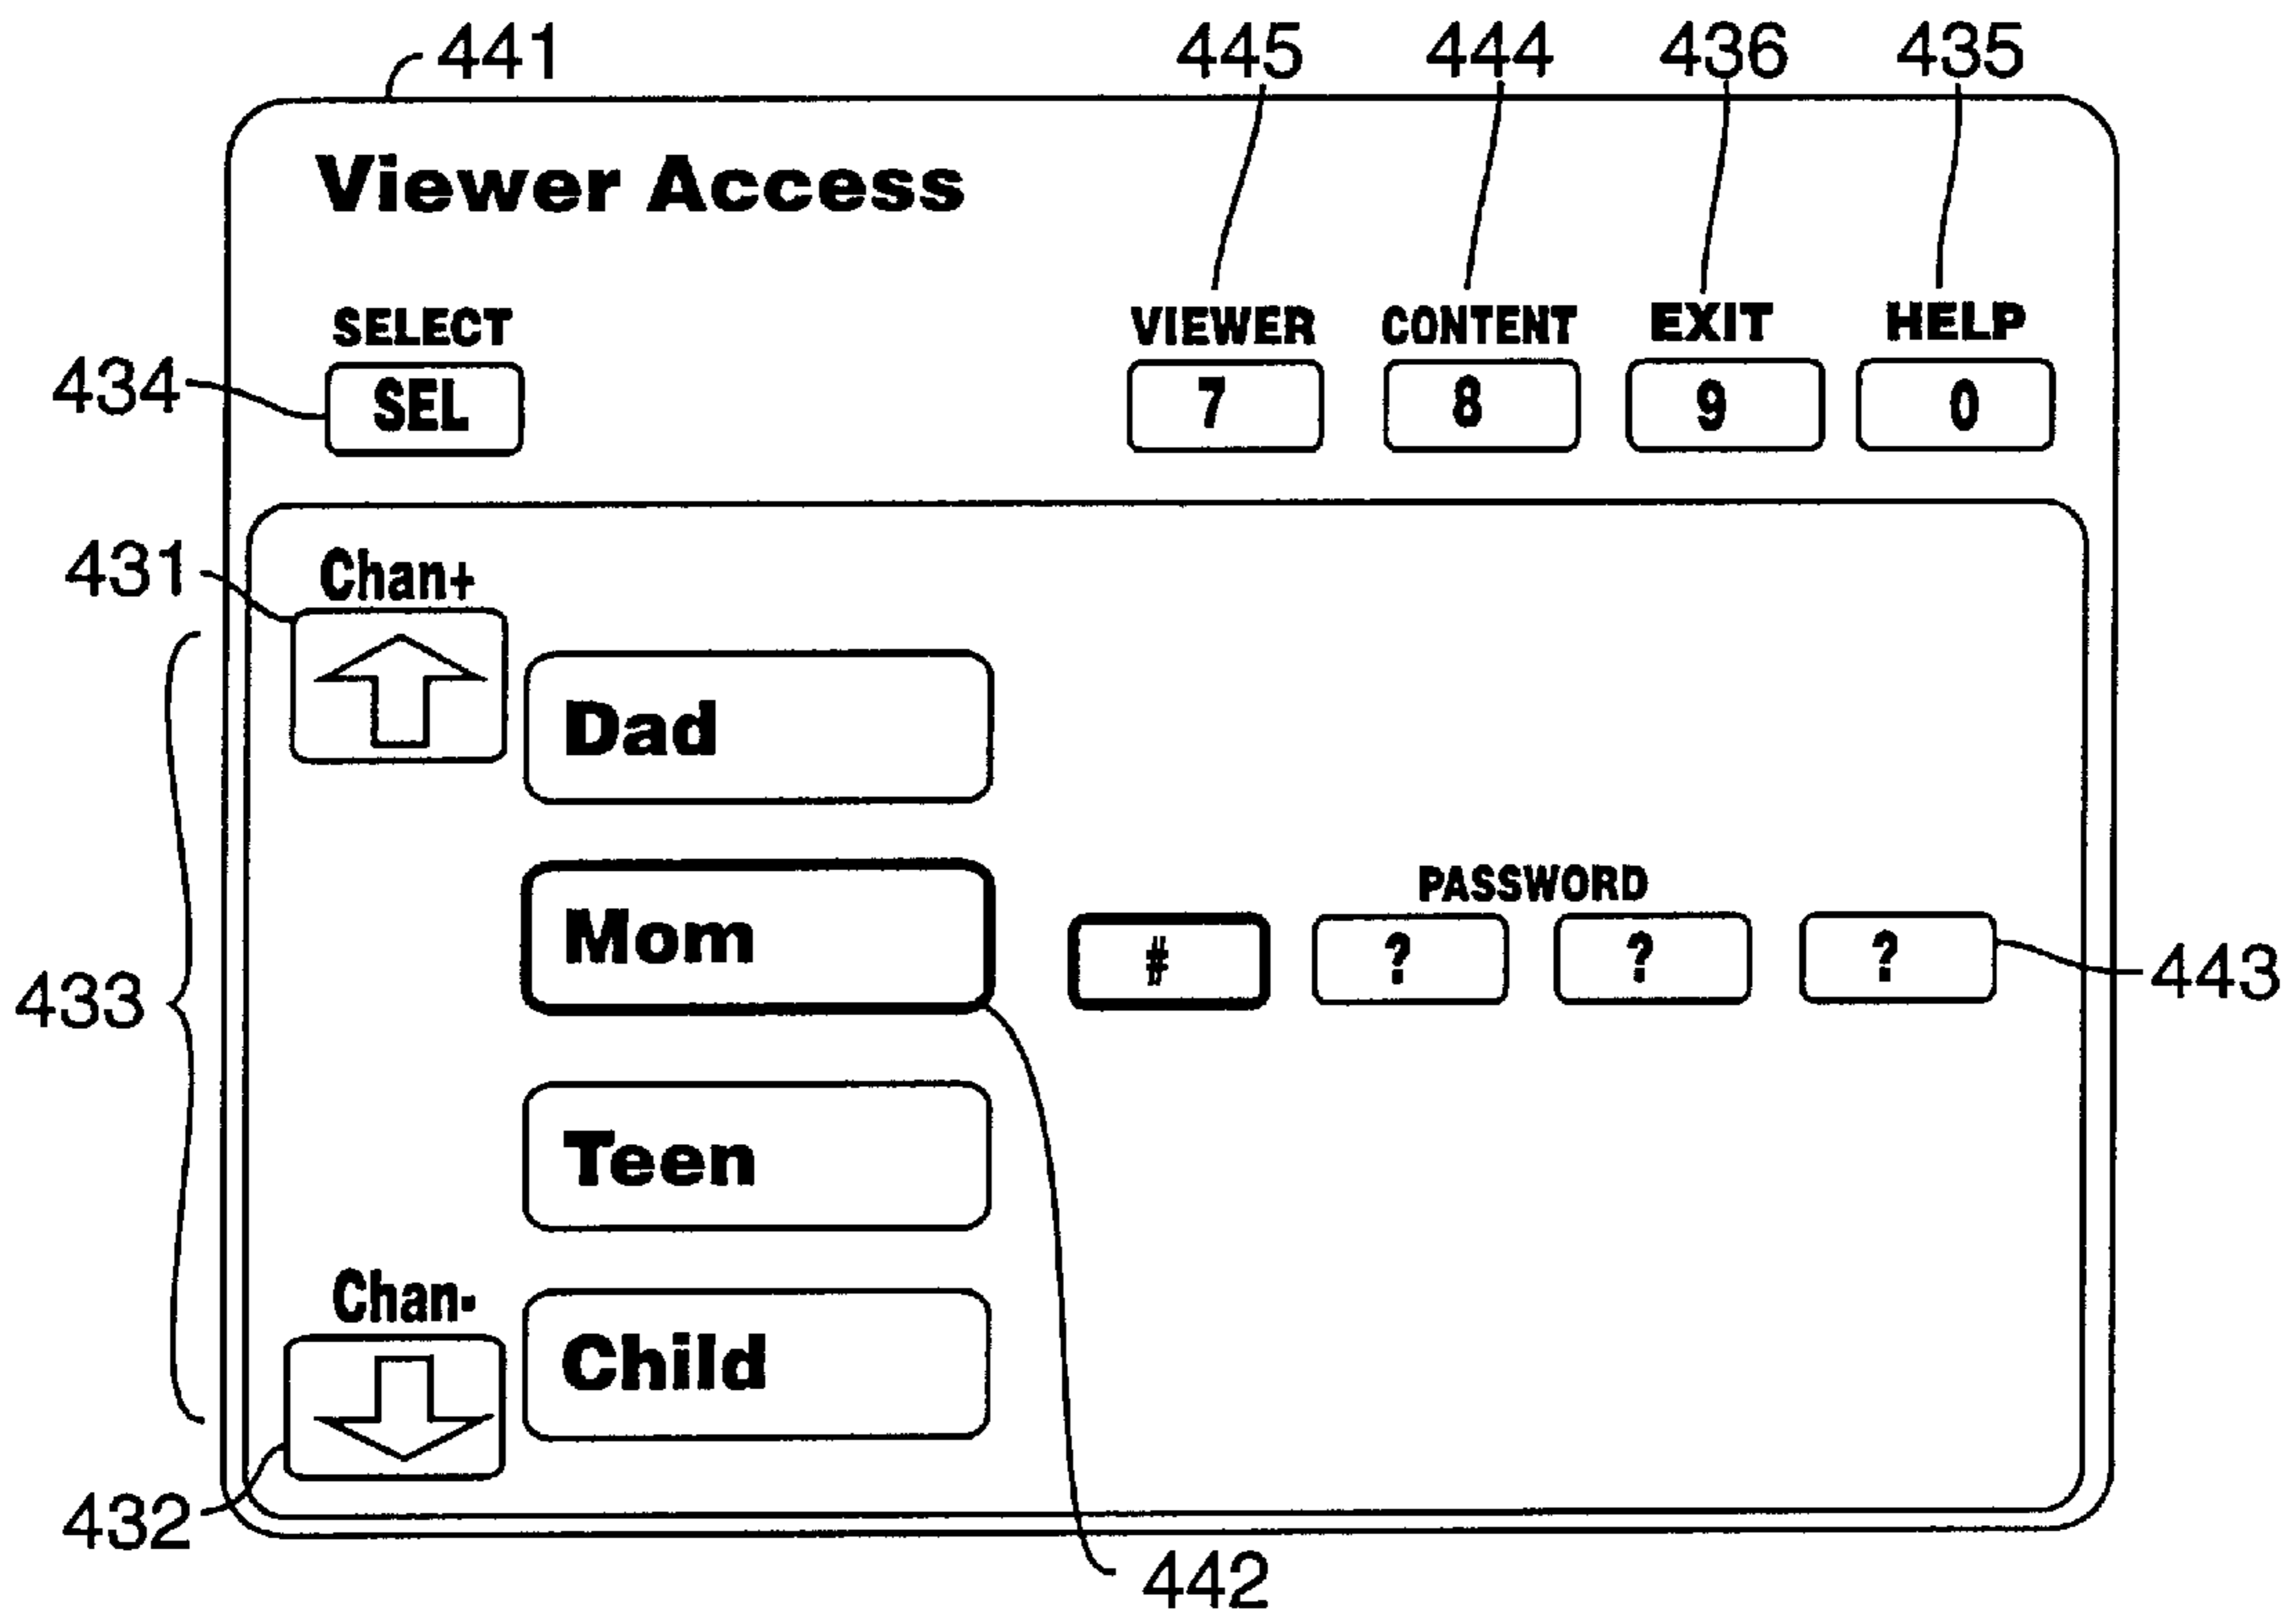 441 445 444 436 435
Viewer Access
SELECT VIEWER CONTENT EXIT HELP
434 SEL 7 8 9 0
431 Chan+
Dad
PASSWORD
433 Mom # ? ? ? 443
Teen
Chan-
Child
432
442